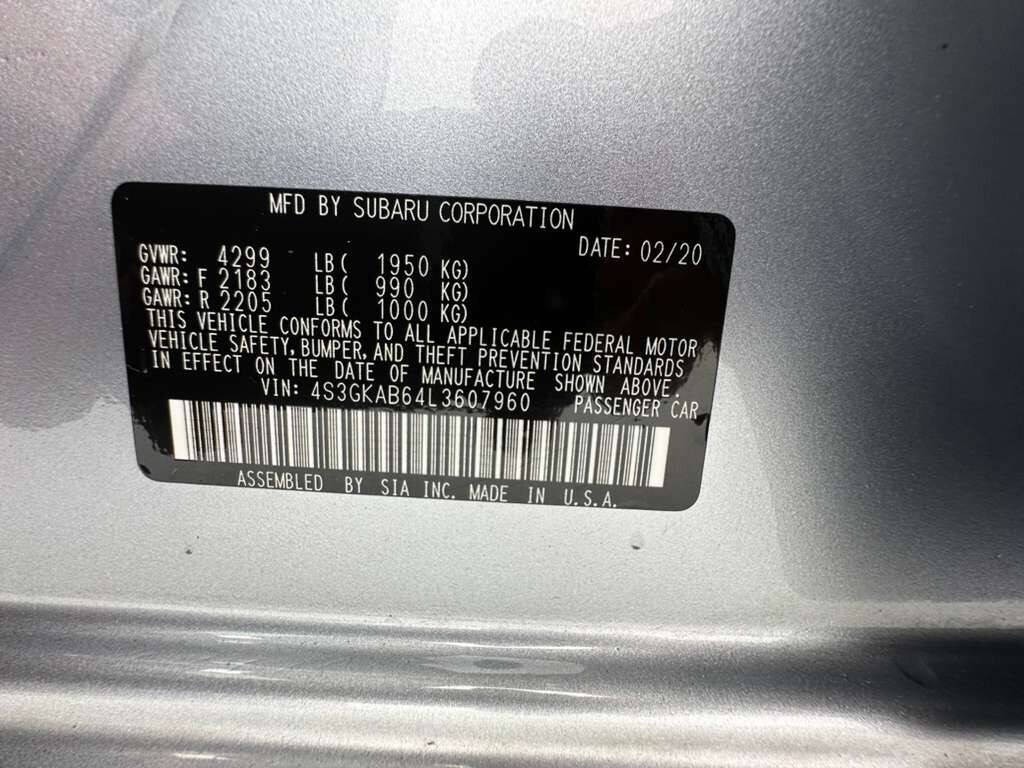 MFD BY SUBARU CORPORATION
DATE: 02/20
GVWR: 4299 LB( 1950 KG)
GAWR: F 2183 LB( 990 KG)
GAWR: R 2205 LB( 1000 KG)
THIS VEHICLE CONFORMS TO ALL APPLICABLE FEDERAL MOTOR
VEHICLE SAFETY, BUMPER, AND THEFT PREVENTION STANDARDS
IN EFFECT ON THE DATE OF MANUFACTURE SHOWN ABOVE.
VIN: 4S3GKAB64L3607960 PASSENGER CAR
ASSEMBLED BY SIA INC. MADE IN U.S.A.